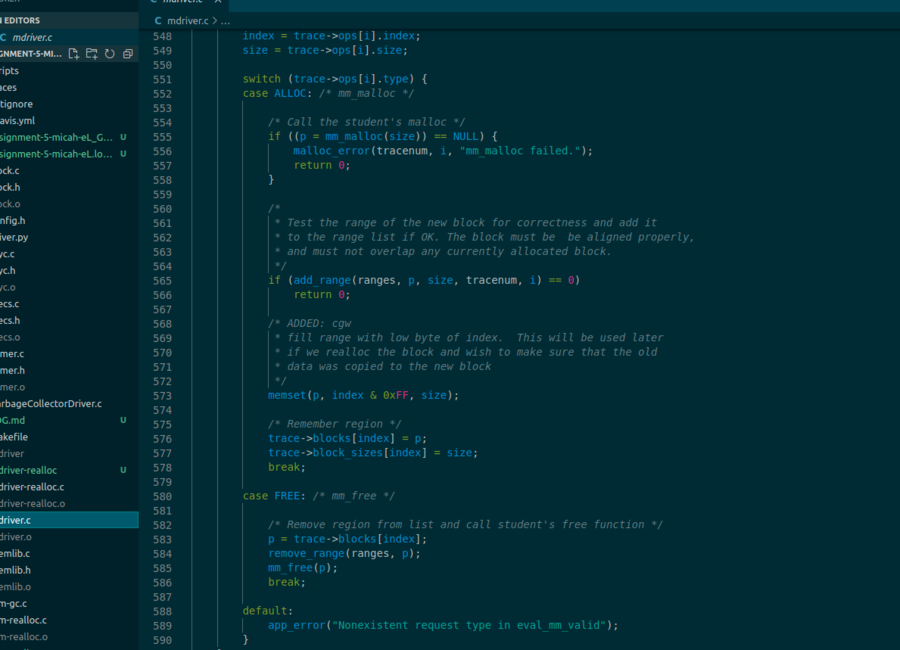 N EDITORS
C mdriver.c
GNMENT-5-MI...
ripts
aces
tignore
avis.yml
signment-5-micah-eL_G... U
signment-5-micah-eL.lo... U
ock.c
ock.h
ock.o
nfig.h
iver.py
yc.c
yc.h
yc.o
ecs.c
ecs.h
ecs.o
mer.c
mer.h
mer.o
arbageCollectorDriver.c
OG.md U
akefile
driver
driver-realloc U
driver-realloc.c
driver-realloc.o
driver.c
driver.o
emlib.c
emlib.h
emlib.o
m-gc.c
m-realloc.c
m-realloc.o
C mdriver.c
C mdriver.c > ...
548 index = trace->ops[i].index;
549 size = trace->ops[i].size;
550
551 switch (trace->ops[i].type) {
552 case ALLOC: /* mm_malloc */
553
554 /* Call the student's malloc */
555 if ((p = mm_malloc(size)) == NULL) {
556 malloc_error(tracenum, i, "mm_malloc failed.");
557 return 0;
558 }
559
560 /*
561 * Test the range of the new block for correctness and add it
562 * to the range list if OK. The block must be  be aligned properly,
563 * and must not overlap any currently allocated block.
564 */
565 if (add_range(ranges, p, size, tracenum, i) == 0)
566 return 0;
567
568 /* ADDED: cgw
569 * fill range with low byte of index.  This will be used later
570 * if we realloc the block and wish to make sure that the old
571 * data was copied to the new block
572 */
573 memset(p, index & 0xFF, size);
574
575 /* Remember region */
576 trace->blocks[index] = p;
577 trace->block_sizes[index] = size;
578 break;
579
580 case FREE: /* mm_free */
581
582 /* Remove region from list and call student's free function */
583 p = trace->blocks[index];
584 remove_range(ranges, p);
585 mm_free(p);
586 break;
587
588 default:
589 app_error("Nonexistent request type in eval_mm_valid");
590 }